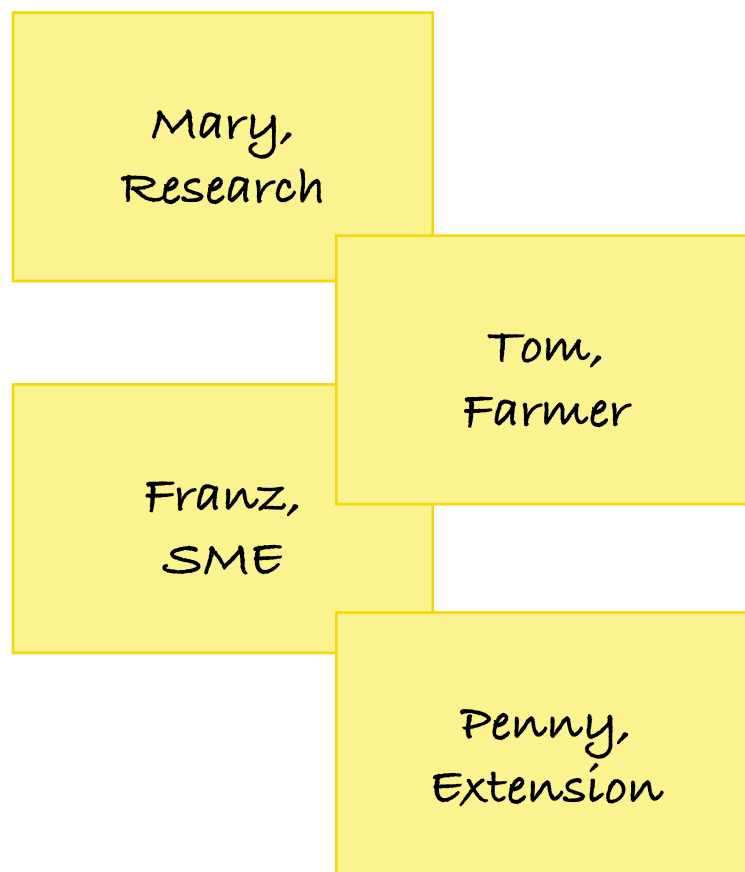 Mary,
Research
Tom,
Farmer
Franz,
SME
Penny,
Extension